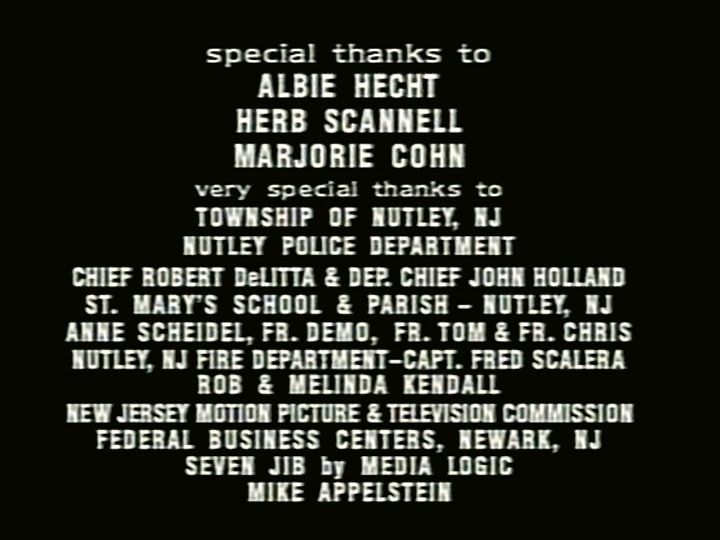 special thanks to
ALBIE HECHT
HERB SCANNELL
MARJORIE COHN
very special thanks to
TOWNSHIP OF NUTLEY, NJ
NUTLEY POLICE DEPARTMENT
CHIEF ROBERT DeLITTA & DEP. CHIEF JOHN HOLLAND
ST. MARY'S SCHOOL & PARISH - NUTLEY, NJ
ANNE SCHEIDEL, FR. DEMO, FR. TOM & FR. CHRIS
NUTLEY, NJ FIRE DEPARTMENT-CAPT. FRED SCALERA
ROB & MELINDA KENDALL
NEW JERSEY MOTION PICTURE & TELEVISION COMMISSION
FEDERAL BUSINESS CENTERS, NEWARK, NJ
SEVEN JIB by MEDIA LOGIC
MIKE APPELSTEIN